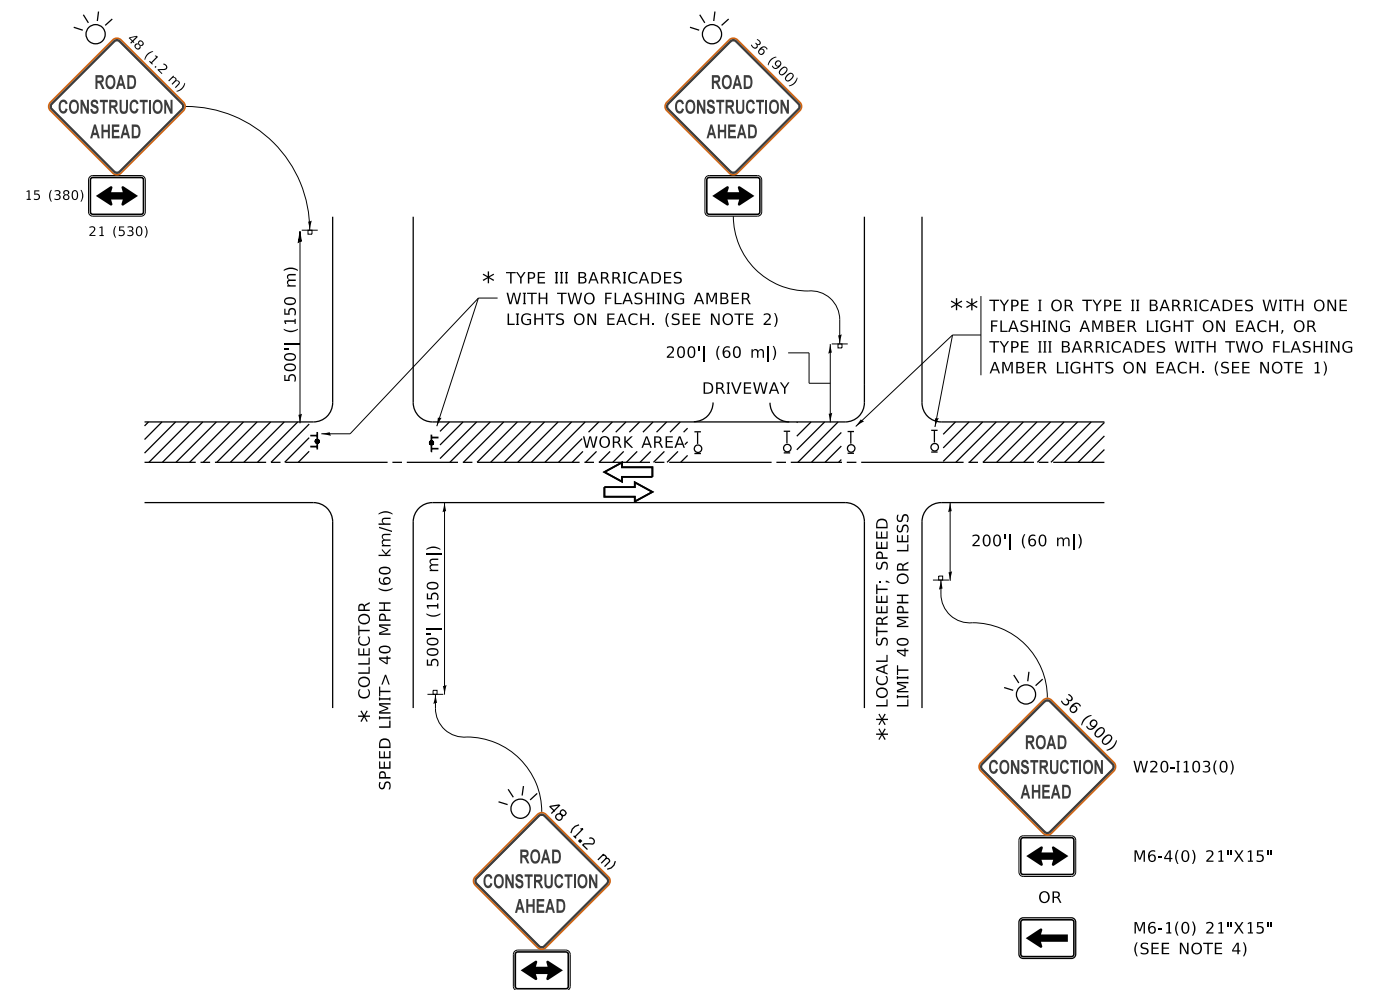 48 (1.2 m)
ROAD
CONSTRUCTION
AHEAD
15 (380)
21 (530)
36 (900)
ROAD
CONSTRUCTION
AHEAD
500'| (150 m)
* TYPE III BARRICADES
WITH TWO FLASHING AMBER
LIGHTS ON EACH. (SEE NOTE 2)
200'| (60 m|)
DRIVEWAY
** TYPE I OR TYPE II BARRICADES WITH ONE
FLASHING AMBER LIGHT ON EACH, OR
TYPE III BARRICADES WITH TWO FLASHING
AMBER LIGHTS ON EACH. (SEE NOTE 1)
WORK AREA
* COLLECTOR
SPEED LIMIT> 40 MPH (60 km/h)
500'| (150 m|)
** LOCAL STREET; SPEED
LIMIT 40 MPH OR LESS
200'| (60 m|)
48 (1.2 m)
ROAD
CONSTRUCTION
AHEAD
36 (900)
ROAD
CONSTRUCTION
AHEAD
W20-I103(0)
M6-4(0) 21"X15"
OR
M6-1(0) 21"X15"
(SEE NOTE 4)